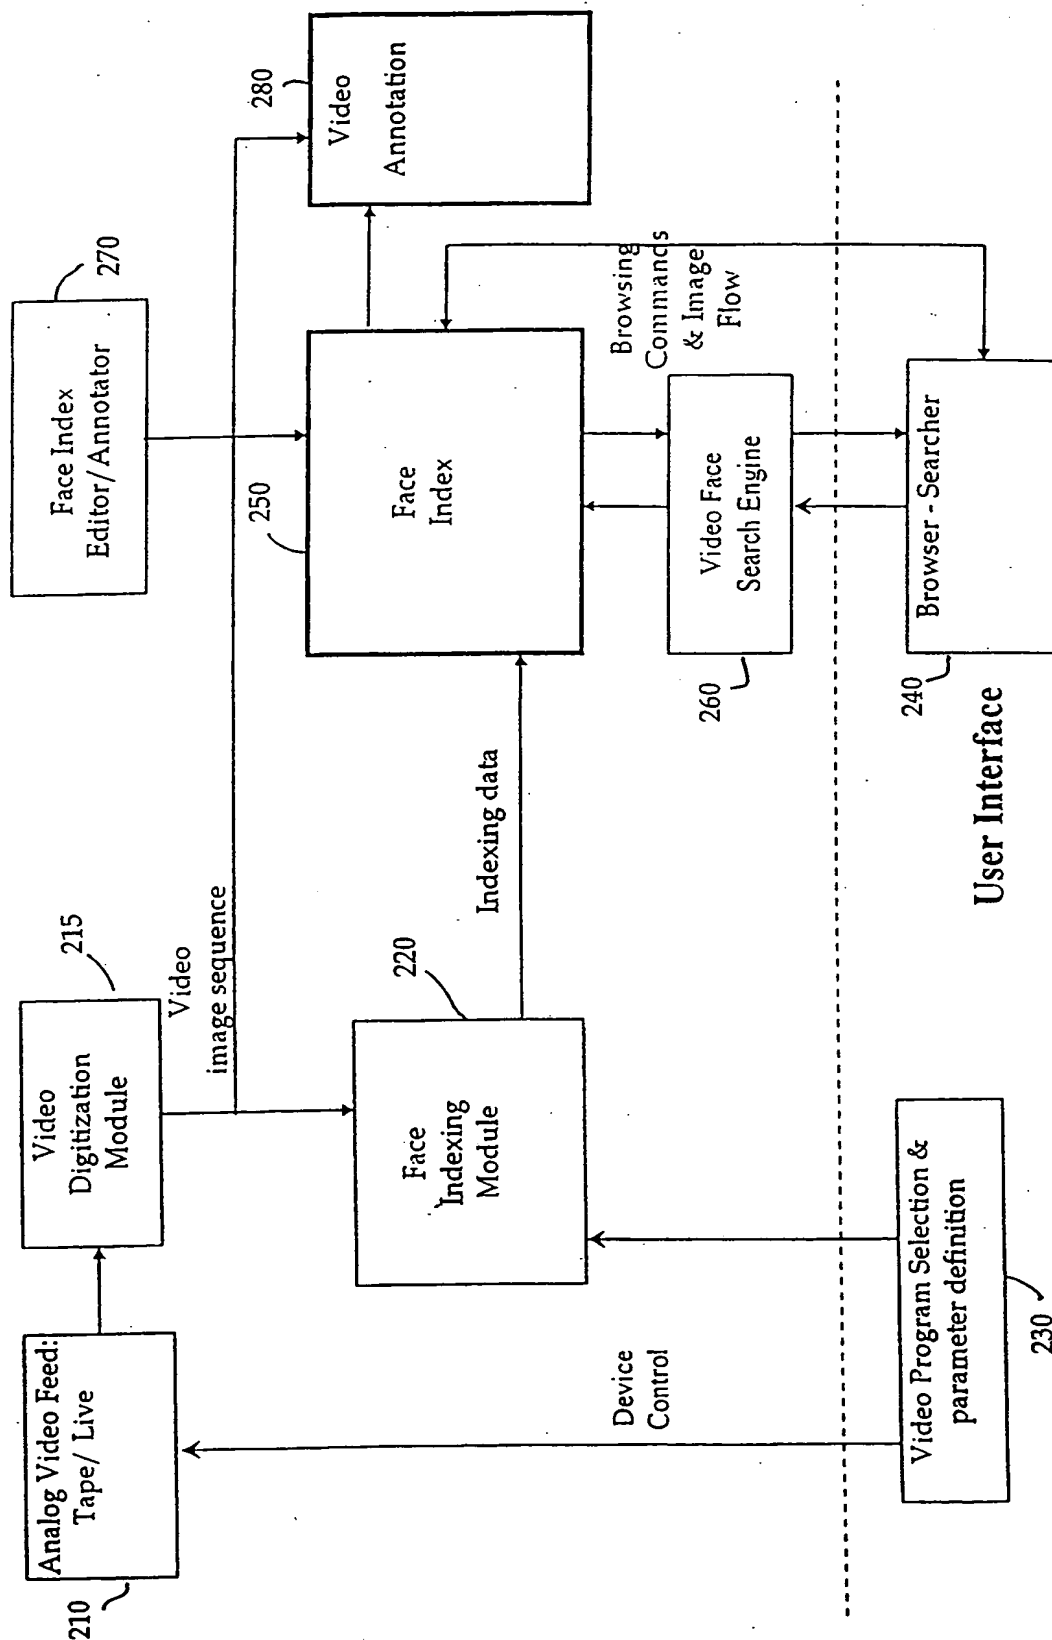 210
Analog Video Feed:
Tape/ Live
Video
Digitization
Module
215
Video
image sequence
Face Index
Editor/Annotator
270
280
Video
Annotation
Face
Indexing
Module
220
Indexing data
250
Face
Index
Device
Control
Browsing
Commands
& Image
Flow
Video Face
Search Engine
260
Video Program Selection &
parameter definition
230
User Interface
240
Browser - Searcher